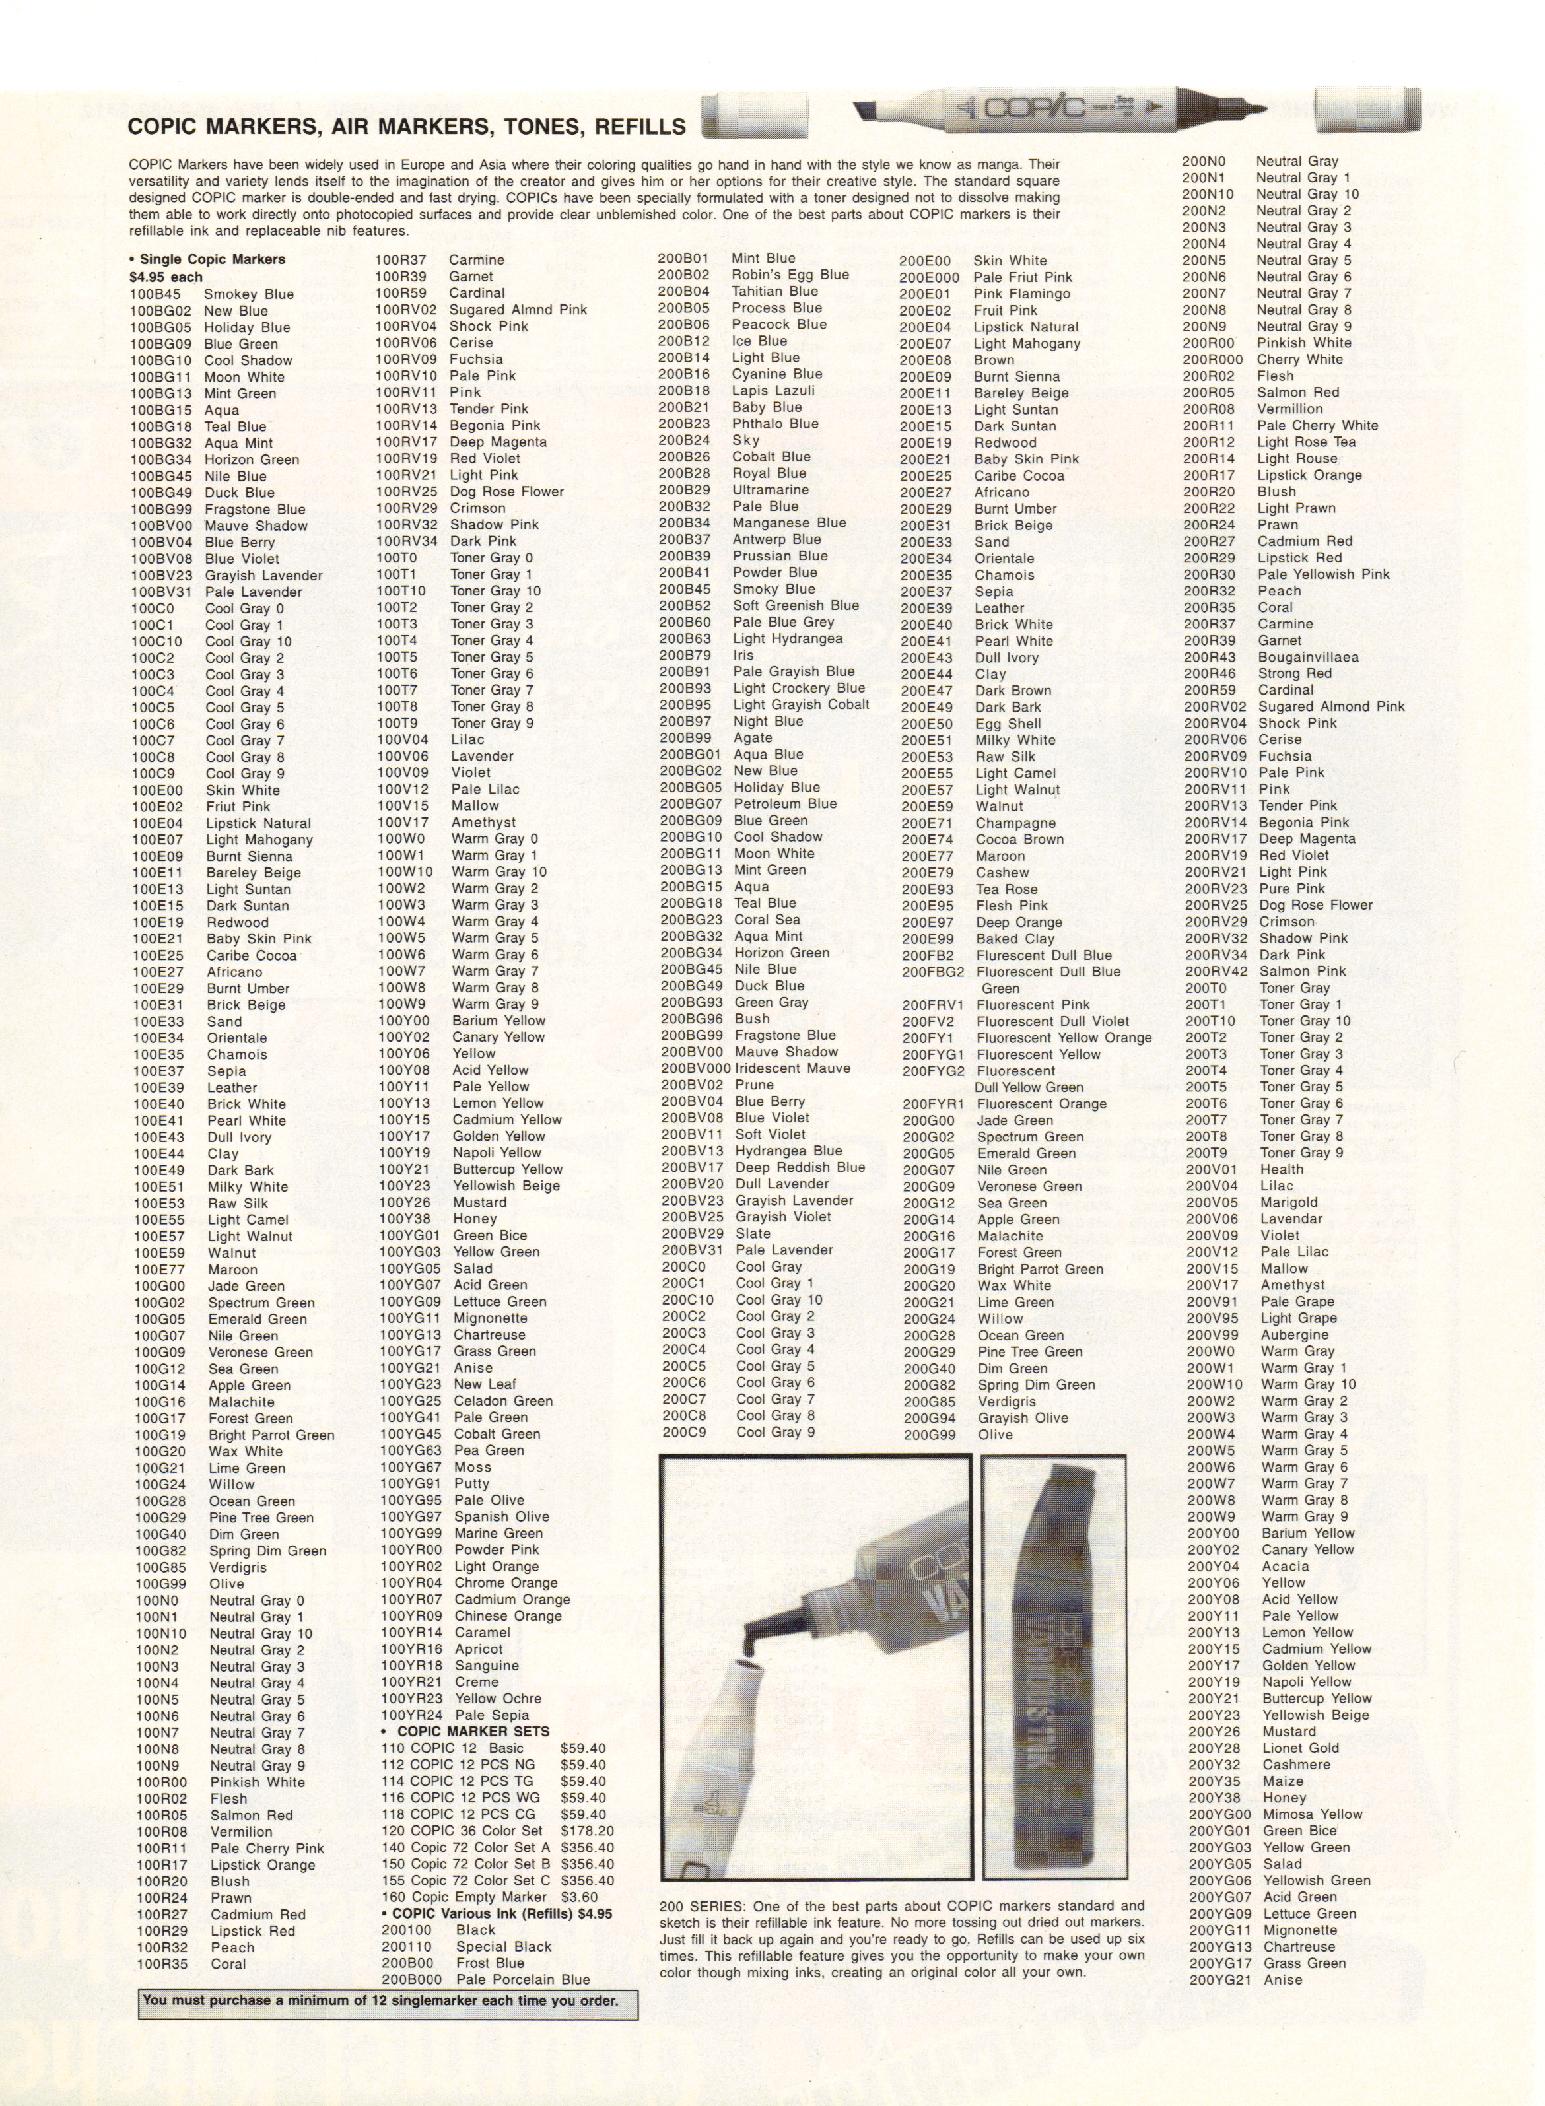 COPIC MARKERS, AIR MARKERS, TONES, REFILLS
COPIC
COPIC Markers have been widely used in Europe and Asia where their coloring qualities go hand in hand with the style we know as manga. Their
versatility and variety lends itself to the imagination of the creator and gives him or her options for their creative style. The standard square
designed COPIC marker is double-ended and fast drying. COPICs have been specially formulated with a toner designed not to dissolve making
them able to work directly onto photocopied surfaces and provide clear unblemished color. One of the best parts about COPIC markers is their
refillable ink and replaceable nib features.
• Single Copic Markers
$4.95 each
100B45 Smokey Blue
100BG02 New Blue
100BG05 Holiday Blue
100BG09 Blue Green
100BG10 Cool Shadow
100BG11 Moon White
100BG13 Mint Green
100BG15 Aqua
100BG18 Teal Blue
100BG32 Aqua Mint
100BG34 Horizon Green
100BG45 Nile Blue
100BG49 Duck Blue
100BG99 Fragstone Blue
100BV00 Mauve Shadow
100BV04 Blue Berry
100BV08 Blue Violet
100BV23 Grayish Lavender
100BV31 Pale Lavender
100C0 Cool Gray 0
100C1 Cool Gray 1
100C10 Cool Gray 10
100C2 Cool Gray 2
100C3 Cool Gray 3
100C4 Cool Gray 4
100C5 Cool Gray 5
100C6 Cool Gray 6
100C7 Cool Gray 7
100C8 Cool Gray 8
100C9 Cool Gray 9
100E00 Skin White
100E02 Friut Pink
100E04 Lipstick Natural
100E07 Light Mahogany
100E09 Burnt Sienna
100E11 Bareley Beige
100E13 Light Suntan
100E15 Dark Suntan
100E19 Redwood
100E21 Baby Skin Pink
100E25 Caribe Cocoa
100E27 Africano
100E29 Burnt Umber
100E31 Brick Beige
100E33 Sand
100E34 Orientale
100E35 Chamois
100E37 Sepia
100E39 Leather
100E40 Brick White
100E41 Pearl White
100E43 Dull Ivory
100E44 Clay
100E49 Dark Bark
100E51 Milky White
100E53 Raw Silk
100E55 Light Camel
100E57 Light Walnut
100E59 Walnut
100E77 Maroon
100G00 Jade Green
100G02 Spectrum Green
100G05 Emerald Green
100G07 Nile Green
100G09 Veronese Green
100G12 Sea Green
100G14 Apple Green
100G16 Malachite
100G17 Forest Green
100G19 Bright Parrot Green
100G20 Wax White
100G21 Lime Green
100G24 Willow
100G28 Ocean Green
100G29 Pine Tree Green
100G40 Dim Green
100G82 Spring Dim Green
100G85 Verdigris
100G99 Olive
100N0 Neutral Gray 0
100N1 Neutral Gray 1
100N10 Neutral Gray 10
100N2 Neutral Gray 2
100N3 Neutral Gray 3
100N4 Neutral Gray 4
100N5 Neutral Gray 5
100N6 Neutral Gray 6
100N7 Neutral Gray 7
100N8 Neutral Gray 8
100N9 Neutral Gray 9
100R00 Pinkish White
100R02 Flesh
100R05 Salmon Red
100R08 Vermilion
100R11 Pale Cherry Pink
100R17 Lipstick Orange
100R20 Blush
100R24 Prawn
100R27 Cadmium Red
100R29 Lipstick Red
100R32 Peach
100R35 Coral
You must purchase a minimum of 12 singlemarker each time you order.
100R37 Carmine
100R39 Garnet
100R59 Cardinal
100RV02 Sugared Almnd Pink
100RV04 Shock Pink
100RV06 Cerise
100RV09 Fuchsia
100RV10 Pale Pink
100RV11 Pink
100RV13 Tender Pink
100RV14 Begonia Pink
100RV17 Deep Magenta
100RV19 Red Violet
100RV21 Light Pink
100RV25 Dog Rose Flower
100RV29 Crimson
100RV32 Shadow Pink
100RV34 Dark Pink
100T0 Toner Gray 0
100T1 Toner Gray 1
100T10 Toner Gray 10
100T2 Toner Gray 2
100T3 Toner Gray 3
100T4 Toner Gray 4
100T5 Toner Gray 5
100T6 Toner Gray 6
100T7 Toner Gray 7
100T8 Toner Gray 8
100T9 Toner Gray 9
100V04 Lilac
100V06 Lavender
100V09 Violet
100V12 Pale Lilac
100V15 Mallow
100V17 Amethyst
100W0 Warm Gray 0
100W1 Warm Gray 1
100W10 Warm Gray 10
100W2 Warm Gray 2
100W3 Warm Gray 3
100W4 Warm Gray 4
100W5 Warm Gray 5
100W6 Warm Gray 6
100W7 Warm Gray 7
100W8 Warm Gray 8
100W9 Warm Gray 9
100Y00 Barium Yellow
100Y02 Canary Yellow
100Y06 Yellow
100Y08 Acid Yellow
100Y11 Pale Yellow
100Y13 Lemon Yellow
100Y15 Cadmium Yellow
100Y17 Golden Yellow
100Y19 Napoli Yellow
100Y21 Buttercup Yellow
100Y23 Yellowish Beige
100Y26 Mustard
100Y38 Honey
100YG01 Green Bice
100YG03 Yellow Green
100YG05 Salad
100YG07 Acid Green
100YG09 Lettuce Green
100YG11 Mignonette
100YG13 Chartreuse
100YG17 Grass Green
100YG21 Anise
100YG23 New Leaf
100YG25 Celadon Green
100YG41 Pale Green
100YG45 Cobalt Green
100YG63 Pea Green
100YG67 Moss
100YG91 Putty
100YG95 Pale Olive
100YG97 Spanish Olive
100YG99 Marine Green
100YR00 Powder Pink
100YR02 Light Orange
100YR04 Chrome Orange
100YR07 Cadmium Orange
100YR09 Chinese Orange
100YR14 Caramel
100YR16 Apricot
100YR18 Sanguine
100YR21 Creme
100YR23 Yellow Ochre
100YR24 Pale Sepia
• COPIC MARKER SETS
110 COPIC 12 Basic $59.40
112 COPIC 12 PCS NG $59.40
114 COPIC 12 PCS TG $59.40
116 COPIC 12 PCS WG $59.40
118 COPIC 12 PCS CG $59.40
120 COPIC 36 Color Set $178.20
140 Copic 72 Color Set A $356.40
150 Copic 72 Color Set B $356.40
155 Copic 72 Color Set C $356.40
160 Copic Empty Marker $3.60
• COPIC Various Ink (Refills) $4.95
200100 Black
200110 Special Black
200B00 Frost Blue
200B000 Pale Porcelain Blue
200B01 Mint Blue
200B02 Robin's Egg Blue
200B04 Tahitian Blue
200B05 Process Blue
200B06 Peacock Blue
200B12 Ice Blue
200B14 Light Blue
200B16 Cyanine Blue
200B18 Lapis Lazuli
200B21 Baby Blue
200B23 Phthalo Blue
200B24 Sky
200B26 Cobalt Blue
200B28 Royal Blue
200B29 Ultramarine
200B32 Pale Blue
200B34 Manganese Blue
200B37 Antwerp Blue
200B39 Prussian Blue
200B41 Powder Blue
200B45 Smoky Blue
200B52 Soft Greenish Blue
200B60 Pale Blue Grey
200B63 Light Hydrangea
200B79 Iris
200B91 Pale Grayish Blue
200B93 Light Crockery Blue
200B95 Light Grayish Cobalt
200B97 Night Blue
200B99 Agate
200BG01 Aqua Blue
200BG02 New Blue
200BG05 Holiday Blue
200BG07 Petroleum Blue
200BG09 Blue Green
200BG10 Cool Shadow
200BG11 Moon White
200BG13 Mint Green
200BG15 Aqua
200BG18 Teal Blue
200BG23 Coral Sea
200BG32 Aqua Mint
200BG34 Horizon Green
200BG45 Nile Blue
200BG49 Duck Blue
200BG93 Green Gray
200BG96 Bush
200BG99 Fragstone Blue
200BV00 Mauve Shadow
200BV000 Iridescent Mauve
200BV02 Prune
200BV04 Blue Berry
200BV08 Blue Violet
200BV11 Soft Violet
200BV13 Hydrangea Blue
200BV17 Deep Reddish Blue
200BV20 Dull Lavender
200BV23 Grayish Lavender
200BV25 Grayish Violet
200BV29 Slate
200BV31 Pale Lavender
200C0 Cool Gray
200C1 Cool Gray 1
200C10 Cool Gray 10
200C2 Cool Gray 2
200C3 Cool Gray 3
200C4 Cool Gray 4
200C5 Cool Gray 5
200C6 Cool Gray 6
200C7 Cool Gray 7
200C8 Cool Gray 8
200C9 Cool Gray 9
200E00 Skin White
200E000 Pale Friut Pink
200E01 Pink Flamingo
200E02 Fruit Pink
200E04 Lipstick Natural
200E07 Light Mahogany
200E08 Brown
200E09 Burnt Sienna
200E11 Bareley Beige
200E13 Light Suntan
200E15 Dark Suntan
200E19 Redwood
200E21 Baby Skin Pink
200E25 Caribe Cocoa
200E27 Africano
200E29 Burnt Umber
200E31 Brick Beige
200E33 Sand
200E34 Orientale
200E35 Chamois
200E37 Sepia
200E39 Leather
200E40 Brick White
200E41 Pearl White
200E43 Dull Ivory
200E44 Clay
200E47 Dark Brown
200E49 Dark Bark
200E50 Egg Shell
200E51 Milky White
200E53 Raw Silk
200E55 Light Camel
200E57 Light Walnut
200E59 Walnut
200E71 Champagne
200E74 Cocoa Brown
200E77 Maroon
200E79 Cashew
200E93 Tea Rose
200E95 Flesh Pink
200E97 Deep Orange
200E99 Baked Clay
200FB2 Flurescent Dull Blue
200FBG2 Fluorescent Dull Blue
Green
200FRV1 Fluorescent Pink
200FV2 Fluorescent Dull Violet
200FY1 Fluorescent Yellow Orange
200FYG1 Fluorescent Yellow
200FYG2 Fluorescent
Dull Yellow Green
200FYR1 Fluorescent Orange
200G00 Jade Green
200G02 Spectrum Green
200G05 Emerald Green
200G07 Nile Green
200G09 Veronese Green
200G12 Sea Green
200G14 Apple Green
200G16 Malachite
200G17 Forest Green
200G19 Bright Parrot Green
200G20 Wax White
200G21 Lime Green
200G24 Willow
200G28 Ocean Green
200G29 Pine Tree Green
200G40 Dim Green
200G82 Spring Dim Green
200G85 Verdigris
200G94 Grayish Olive
200G99 Olive
200 SERIES: One of the best parts about COPIC markers standard and
sketch is their refillable ink feature. No more tossing out dried out markers.
Just fill it back up again and you're ready to go. Refills can be used up six
times. This refillable feature gives you the opportunity to make your own
color though mixing inks, creating an original color all your own.
200N0 Neutral Gray
200N1 Neutral Gray 1
200N10 Neutral Gray 10
200N2 Neutral Gray 2
200N3 Neutral Gray 3
200N4 Neutral Gray 4
200N5 Neutral Gray 5
200N6 Neutral Gray 6
200N7 Neutral Gray 7
200N8 Neutral Gray 8
200N9 Neutral Gray 9
200R00 Pinkish White
200R000 Cherry White
200R02 Flesh
200R05 Salmon Red
200R08 Vermillion
200R11 Pale Cherry White
200R12 Light Rose Tea
200R14 Light Rouse
200R17 Lipstick Orange
200R20 Blush
200R22 Light Prawn
200R24 Prawn
200R27 Cadmium Red
200R29 Lipstick Red
200R30 Pale Yellowish Pink
200R32 Peach
200R35 Coral
200R37 Carmine
200R39 Garnet
200R43 Bougainvillaea
200R46 Strong Red
200R59 Cardinal
200RV02 Sugared Almond Pink
200RV04 Shock Pink
200RV06 Cerise
200RV09 Fuchsia
200RV10 Pale Pink
200RV11 Pink
200RV13 Tender Pink
200RV14 Begonia Pink
200RV17 Deep Magenta
200RV19 Red Violet
200RV21 Light Pink
200RV23 Pure Pink
200RV25 Dog Rose Flower
200RV29 Crimson
200RV32 Shadow Pink
200RV34 Dark Pink
200RV42 Salmon Pink
200T0 Toner Gray
200T1 Toner Gray 1
200T10 Toner Gray 10
200T2 Toner Gray 2
200T3 Toner Gray 3
200T4 Toner Gray 4
200T5 Toner Gray 5
200T6 Toner Gray 6
200T7 Toner Gray 7
200T8 Toner Gray 8
200T9 Toner Gray 9
200V01 Health
200V04 Lilac
200V05 Marigold
200V06 Lavendar
200V09 Violet
200V12 Pale Lilac
200V15 Mallow
200V17 Amethyst
200V91 Pale Grape
200V95 Light Grape
200V99 Aubergine
200W0 Warm Gray
200W1 Warm Gray 1
200W10 Warm Gray 10
200W2 Warm Gray 2
200W3 Warm Gray 3
200W4 Warm Gray 4
200W5 Warm Gray 5
200W6 Warm Gray 6
200W7 Warm Gray 7
200W8 Warm Gray 8
200W9 Warm Gray 9
200Y00 Barium Yellow
200Y02 Canary Yellow
200Y04 Acacia
200Y06 Yellow
200Y08 Acid Yellow
200Y11 Pale Yellow
200Y13 Lemon Yellow
200Y15 Cadmium Yellow
200Y17 Golden Yellow
200Y19 Napoli Yellow
200Y21 Buttercup Yellow
200Y23 Yellowish Beige
200Y26 Mustard
200Y28 Lionet Gold
200Y32 Cashmere
200Y35 Maize
200Y38 Honey
200YG00 Mimosa Yellow
200YG01 Green Bice
200YG03 Yellow Green
200YG05 Salad
200YG06 Yellowish Green
200YG07 Acid Green
200YG09 Lettuce Green
200YG11 Mignonette
200YG13 Chartreuse
200YG17 Grass Green
200YG21 Anise